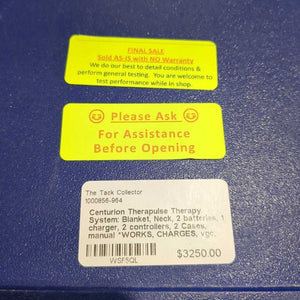 FINAL SALE
Sold AS-IS with NO Warranty
We do our best to detail conditions &
perform general testing. You are welcome to
test performance while in shop.
Please Ask
For Assistance
Before Opening
The Tack Collector
1000856-964
Centurion Therapulse Therapy
System: Blanket, Neck, 2 batteries, 1
charger, 2 controllers, 2 Cases,
manual *WORKS, CHARGES, vgc,
WSF5QL
$3250.00